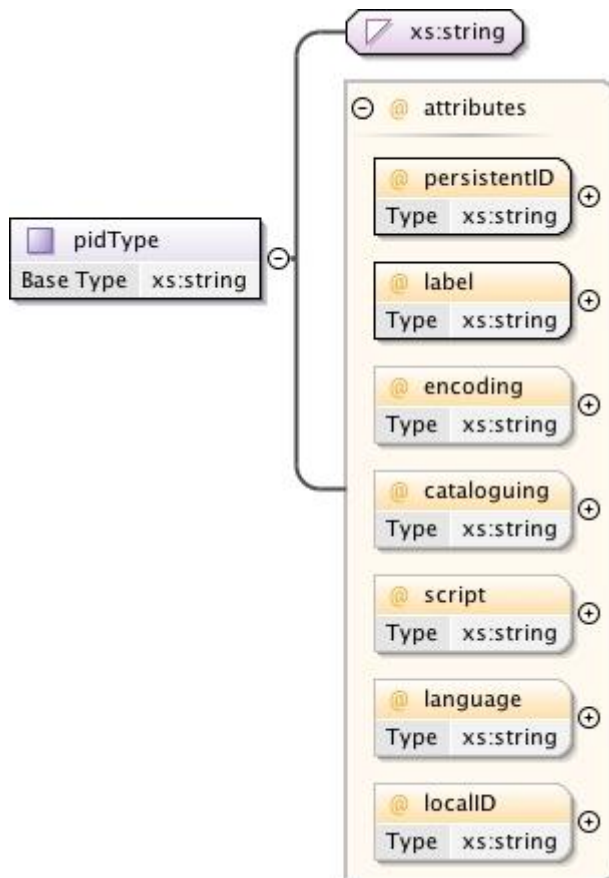 xs:string
@ attributes
@ persistentID
Type xs:string
pidType
Base Type xs:string
@ label
Type xs:string
@ encoding
Type xs:string
@ cataloguing
Type xs:string
@ script
Type xs:string
@ language
Type xs:string
@ localID
Type xs:string